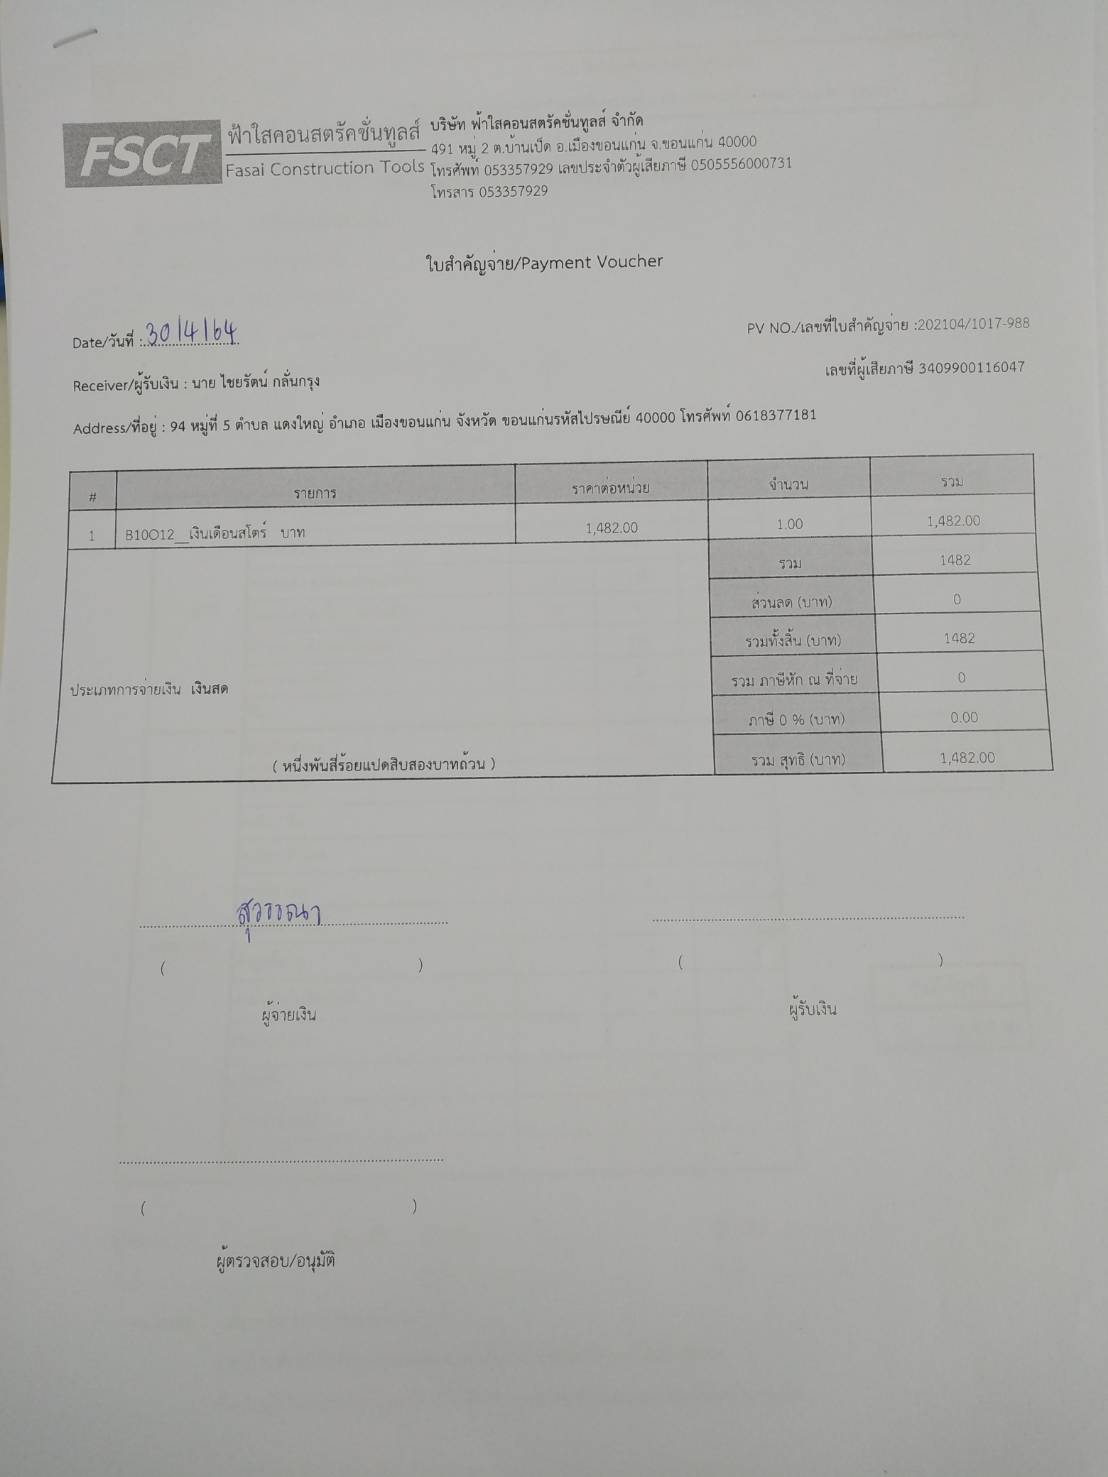 FSCT
ฟ้าใสคอนสตรัคชั่นทูลส์
Fasai Construction Tools
บริษัท ฟ้าใสคอนสตรัคชั่นทูลส์ จำกัด
491 หมู่ 2 ต.บ้านเป็ด อ.เมืองขอนแก่น จ.ขอนแก่น 40000
โทรศัพท์ 053357929 เลขประจำตัวผู้เสียภาษี 0505556000731
โทรสาร 053357929
ใบสำคัญจ่าย/Payment Voucher
Date/วันที่ : 30/4/64
PV NO./เลขที่ใบสำคัญจ่าย :202104/1017-988
Receiver/ผู้รับเงิน : นาย ไชยรัตน์ กลั่นกรุง
เลขที่ผู้เสียภาษี 3409900116047
Address/ที่อยู่ : 94 หมู่ที่ 5 ตำบล แดงใหญ่ อำเภอ เมืองขอนแก่น จังหวัด ขอนแก่นรหัสไปรษณีย์ 40000 โทรศัพท์ 0618377181
# รายการ ราคาต่อหน่วย จำนวน รวม
1 B10O12__เงินเดือนสโตร์ บาท 1,482.00 1.00 1,482.00
รวม 1482
ส่วนลด (บาท) 0
รวมทั้งสิ้น (บาท) 1482
รวม ภาษีหัก ณ ที่จ่าย 0
ประเภทการจ่ายเงิน เงินสด
ภาษี 0 % (บาท) 0.00
( หนึ่งพันสี่ร้อยแปดสิบสองบาทถ้วน )
รวม สุทธิ (บาท) 1,482.00
สุวรรณา
( ) ( )
ผู้จ่ายเงิน ผู้รับเงิน
( )
ผู้ตรวจสอบ/อนุมัติ